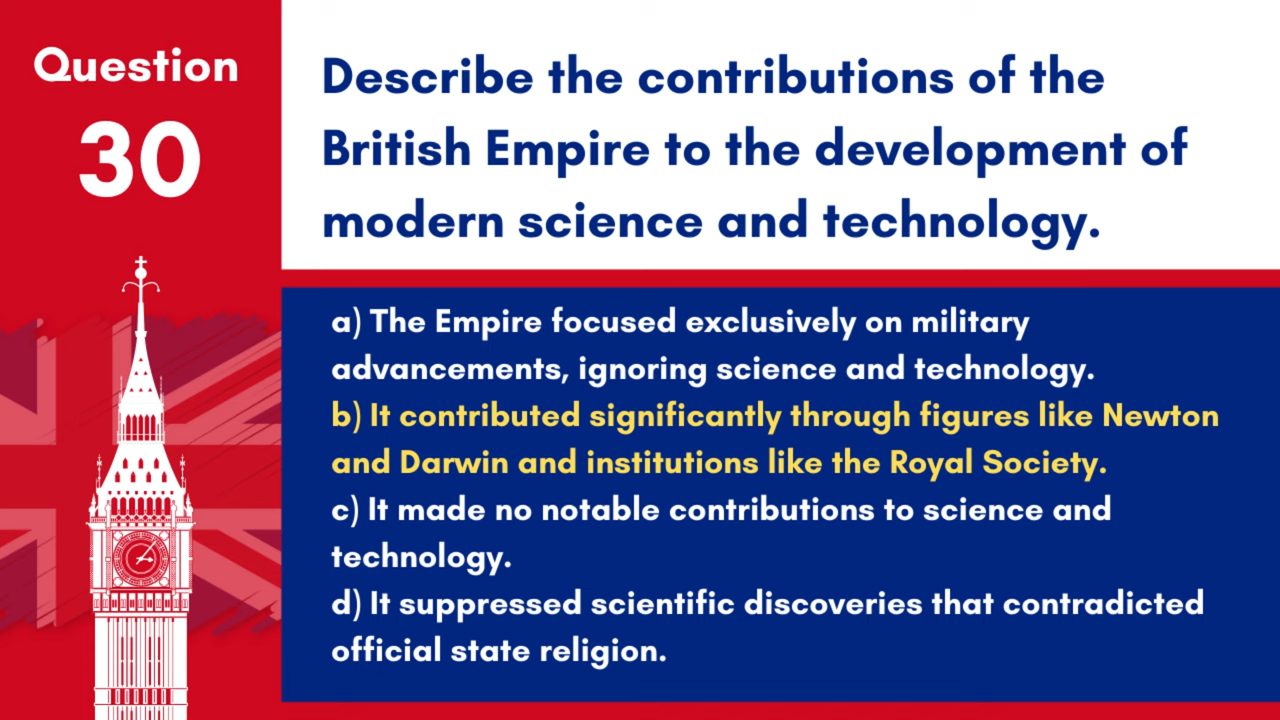 Question
30
Describe the contributions of the
British Empire to the development of
modern science and technology.
a) The Empire focused exclusively on military
advancements, ignoring science and technology.
b) It contributed significantly through figures like Newton
and Darwin and institutions like the Royal Society.
c) It made no notable contributions to science and
technology.
d) It suppressed scientific discoveries that contradicted
official state religion.